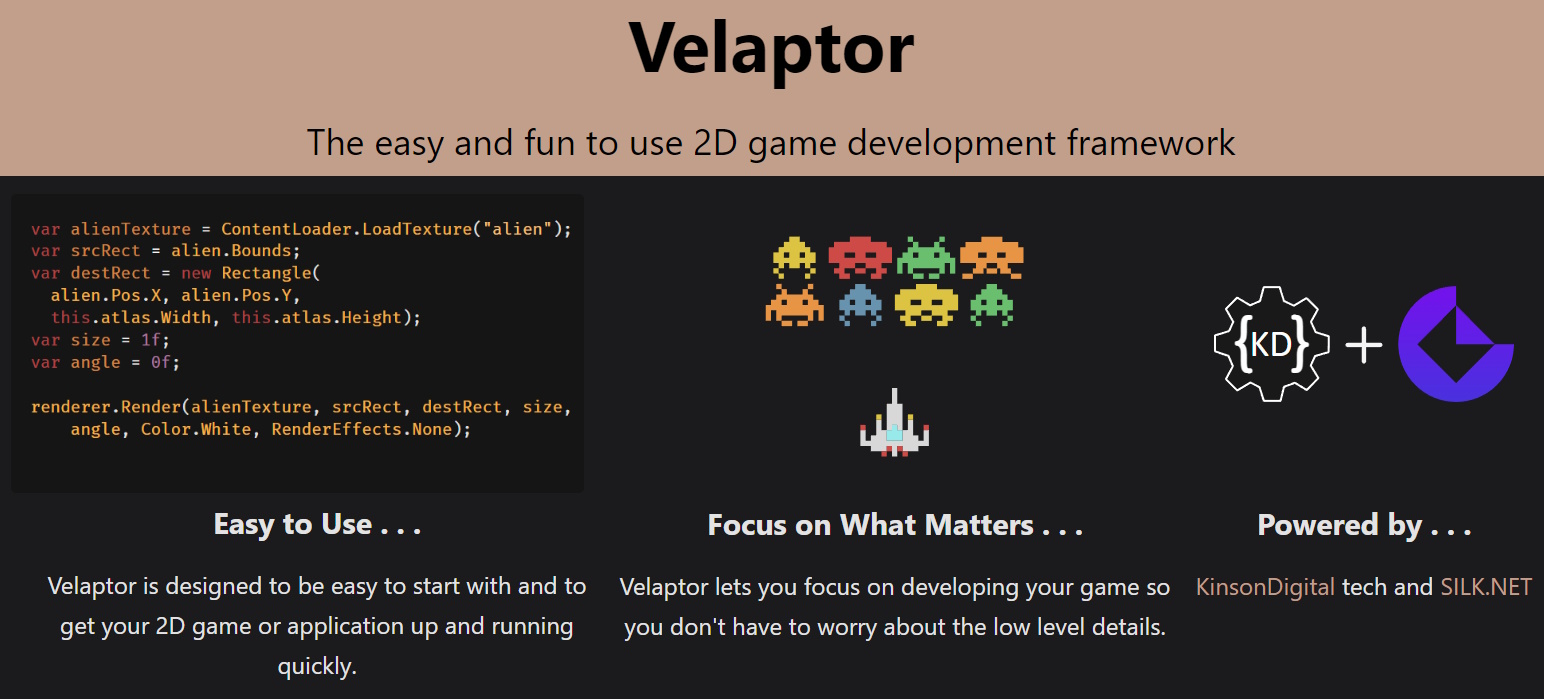 Velaptor
The easy and fun to use 2D game development framework
var alienTexture = ContentLoader.LoadTexture("alien");
var srcRect = alien.Bounds;
var destRect = new Rectangle(
  alien.Pos.X, alien.Pos.Y,
  this.atlas.Width, this.atlas.Height);
var size = 1f;
var angle = 0f;
renderer.Render(alienTexture, srcRect, destRect, size,
    angle, Color.White, RenderEffects.None);
Easy to Use . . .
Velaptor is designed to be easy to start with and to
get your 2D game or application up and running
quickly.
Focus on What Matters . . .
Velaptor lets you focus on developing your game so
you don't have to worry about the low level details.
{KD}
+
Powered by . . .
KinsonDigital tech and SILK.NET